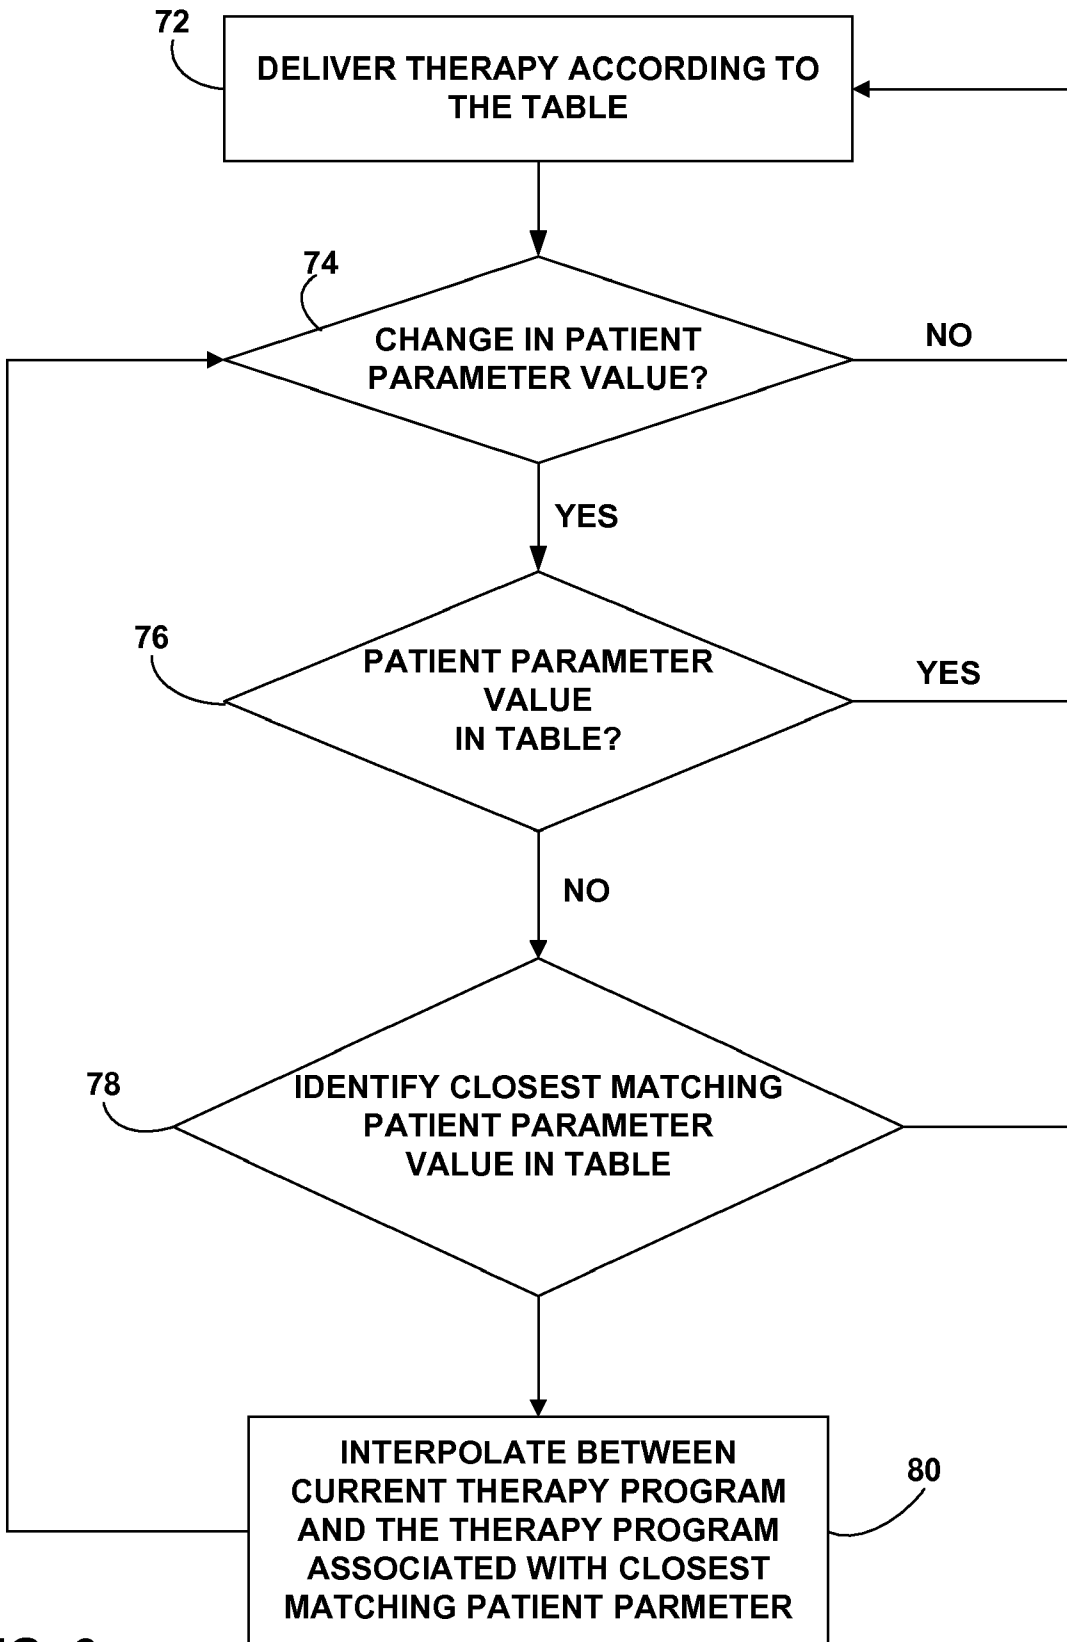 72
DELIVER THERAPY ACCORDING TO
THE TABLE
74
CHANGE IN PATIENT
PARAMETER VALUE?
NO
YES
76
PATIENT PARAMETER
VALUE
IN TABLE?
YES
NO
78
IDENTIFY CLOSEST MATCHING
PATIENT PARAMETER
VALUE IN TABLE
INTERPOLATE BETWEEN
CURRENT THERAPY PROGRAM
AND THE THERAPY PROGRAM
ASSOCIATED WITH CLOSEST
MATCHING PATIENT PARMETER
80